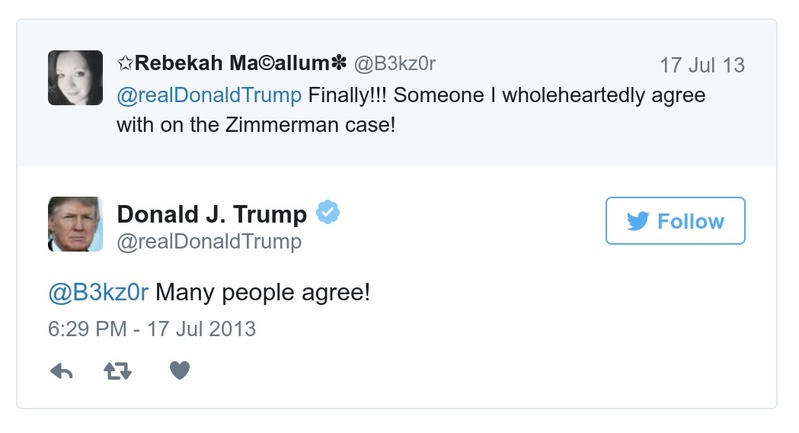 ✩Rebekah Ma©allum✽ @B3kz0r 17 Jul 13
@realDonaldTrump Finally!!! Someone I wholeheartedly agree
with on the Zimmerman case!
Donald J. Trump
@realDonaldTrump
Follow
@B3kz0r Many people agree!
6:29 PM - 17 Jul 2013